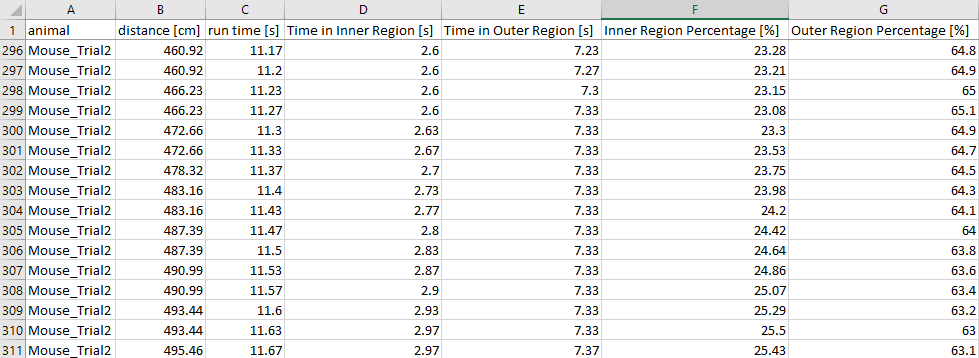 A B C D E F G
1 animal distance [cm] run time [s] Time in Inner Region [s] Time in Outer Region [s] Inner Region Percentage [%] Outer Region Percentage [%]
296 Mouse_Trial2 460.92 11.17 2.6 7.23 23.28 64.8
297 Mouse_Trial2 460.92 11.2 2.6 7.27 23.21 64.9
298 Mouse_Trial2 466.23 11.23 2.6 7.3 23.15 65
299 Mouse_Trial2 466.23 11.27 2.6 7.33 23.08 65.1
300 Mouse_Trial2 472.66 11.3 2.63 7.33 23.3 64.9
301 Mouse_Trial2 472.66 11.33 2.67 7.33 23.53 64.7
302 Mouse_Trial2 478.32 11.37 2.7 7.33 23.75 64.5
303 Mouse_Trial2 483.16 11.4 2.73 7.33 23.98 64.3
304 Mouse_Trial2 483.16 11.43 2.77 7.33 24.2 64.1
305 Mouse_Trial2 487.39 11.47 2.8 7.33 24.42 64
306 Mouse_Trial2 487.39 11.5 2.83 7.33 24.64 63.8
307 Mouse_Trial2 490.99 11.53 2.87 7.33 24.86 63.6
308 Mouse_Trial2 490.99 11.57 2.9 7.33 25.07 63.4
309 Mouse_Trial2 493.44 11.6 2.93 7.33 25.29 63.2
310 Mouse_Trial2 493.44 11.63 2.97 7.33 25.5 63
311 Mouse_Trial2 495.46 11.67 2.97 7.37 25.43 63.1